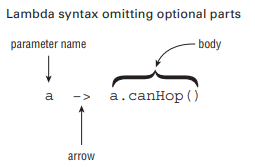 Lambda syntax omitting optional parts
parameter name
body
a -> a.canHop()
arrow